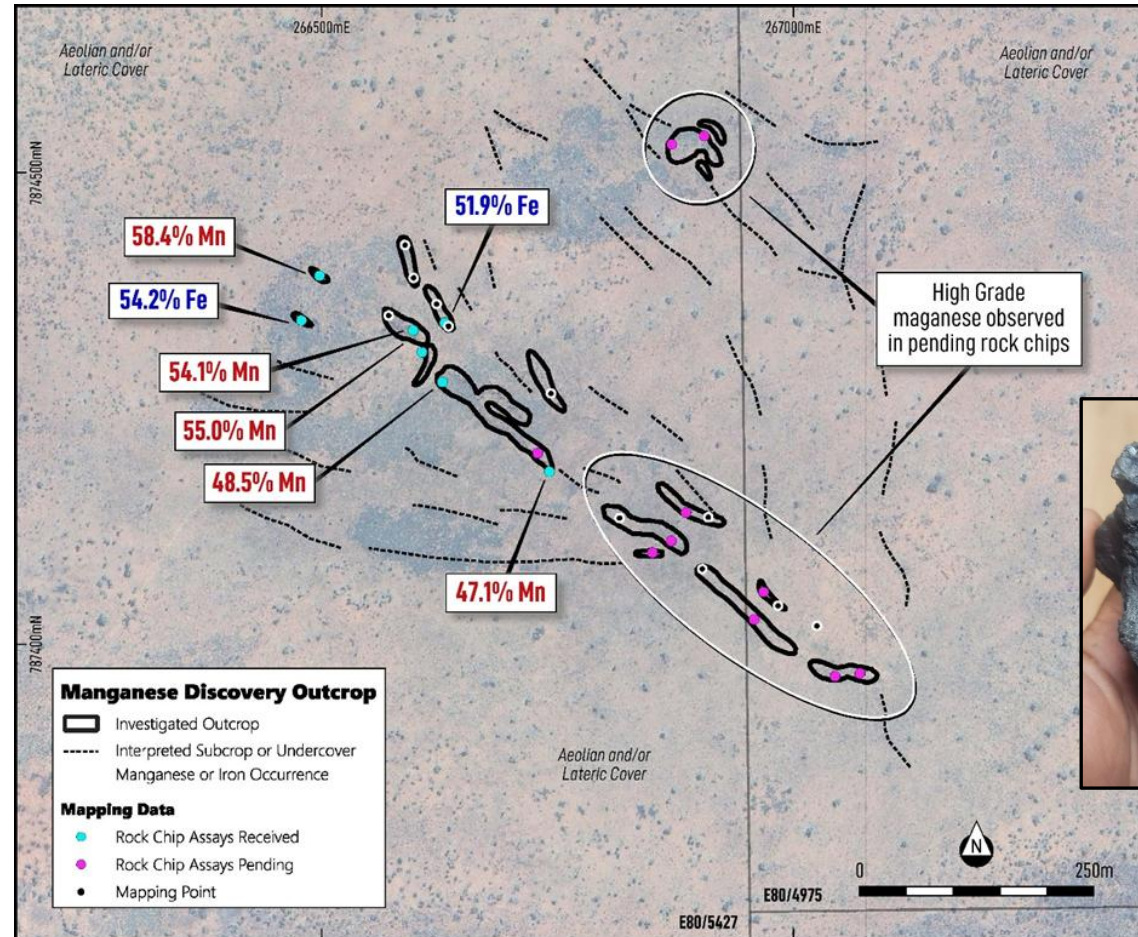 266500mE
267000mE
Aeolian and/or
Lateric Cover
Aeolian and/or
Lateric Cover
7874500mN
51.9% Fe
58.4% Mn
54.2% Fe
High Grade
maganese observed
in pending rock chips
54.1% Mn
55.0% Mn
48.5% Mn
47.1% Mn
787400mN
Manganese Discovery Outcrop
Investigated Outcrop
Interpreted Subcrop or Undercover
Manganese or Iron Occurrence
Mapping Data
Rock Chip Assays Received
Rock Chip Assays Pending
Mapping Point
Aeolian and/or
Lateric Cover
N
0
250m
E80/4975
E80/5427